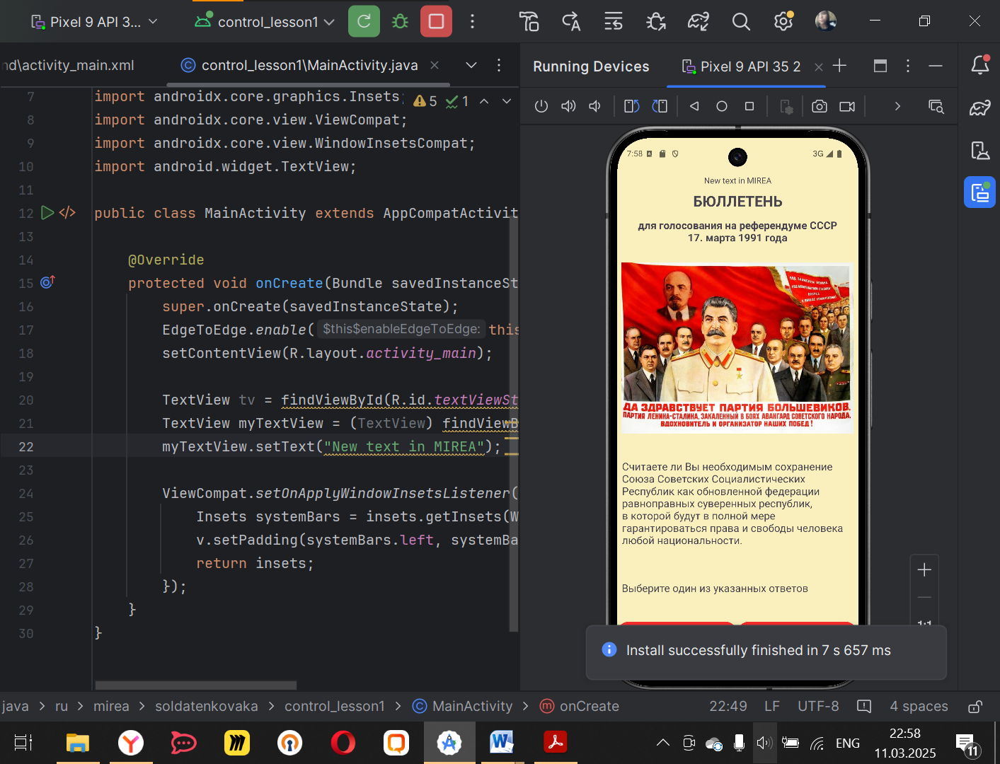 Pixel 9 API 3...
control_lesson1
nd\activity_main.xml
control_lesson1\MainActivity.java
Running Devices
Pixel 9 API 35 2
7 import androidx.core.graphics.Insets;
5
1
8 import androidx.core.view.ViewCompat;
9 import androidx.core.view.WindowInsetsCompat;
10 import android.widget.TextView;
11
12 public class MainActivity extends AppCompatActivit
13
14 @Override
15 protected void onCreate(Bundle savedInstanceSt
16 super.onCreate(savedInstanceState);
17 EdgeToEdge.enable( $this$enableEdgeToEdge: this
18 setContentView(R.layout.activity_main);
19
20 TextView tv = findViewById(R.id.textViewSt
21 TextView myTextView = (TextView) findViewB
22 myTextView.setText("New text in MIREA");
23
24 ViewCompat.setOnApplyWindowInsetsListener(
25 Insets systemBars = insets.getInsets(W
26 v.setPadding(systemBars.left, systemBa
27 return insets;
28 });
29 }
30 }
7:58
3G
New text in MIREA
БЮЛЛЕТЕНЬ
для голосования на референдуме СССР
17. марта 1991 года
ДА ЗДРАВСТВУЕТ ПАРТИЯ БОЛЬШЕВИКОВ,
ПАРТИЯ ЛЕНИНА-СТАЛИНА, ЗАКАЛЕННЫЙ В БОЯХ АВАНГАРД СОВЕТСКОГО НАРОДА,
ВДОХНОВИТЕЛЬ И ОРГАНИЗАТОР НАШИХ ПОБЕД!
Считаете ли Вы необходимым сохранение
Союза Советских Социалистических
Республик как обновленной федерации
равноправных суверенных республик,
в которой будут в полной мере
гарантироваться права и свободы человека
любой национальности.
Выберите один из указанных ответов
1:1
Install successfully finished in 7 s 657 ms
java > ru > mirea > soldatenkovaka > control_lesson1 > MainActivity > onCreate
22:49 LF UTF-8 4 spaces
ENG
22:58
11.03.2025
11